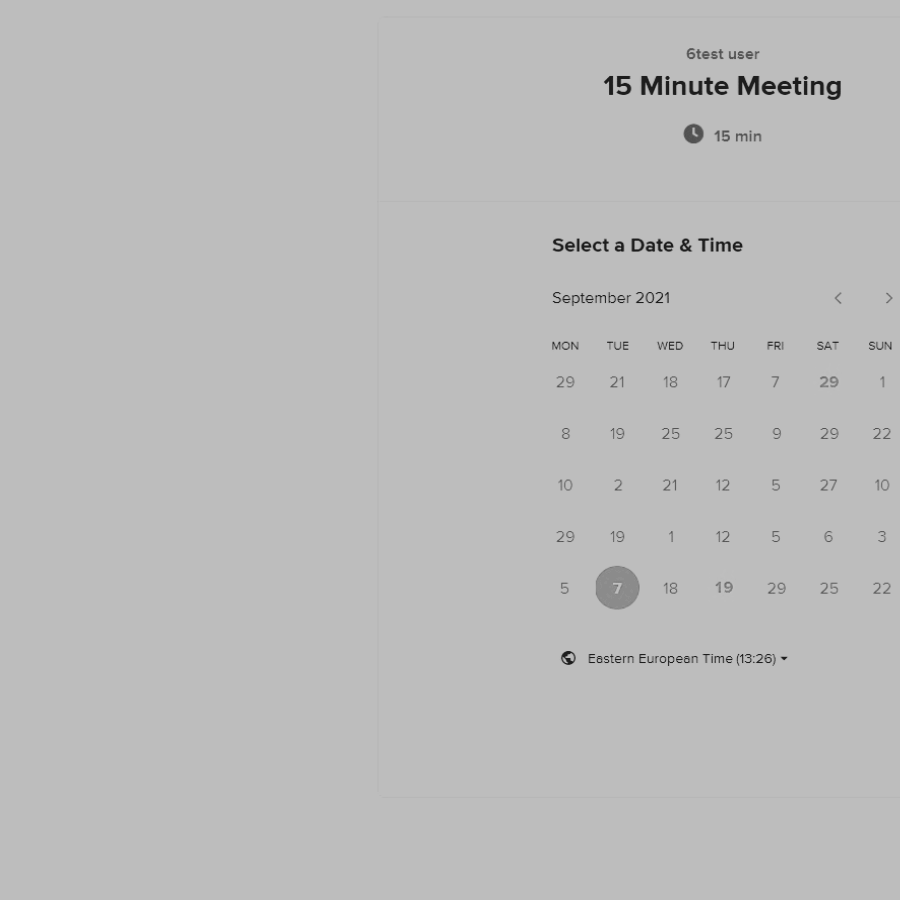 6test user
15 Minute Meeting
15 min
Select a Date & Time
September 2021
MON TUE WED THU FRI SAT SUN
29 21 18 17 7 29 1
8 19 25 25 9 29 22
10 2 21 12 5 27 10
29 19 1 12 5 6 3
5 7 18 19 29 25 22
Eastern European Time (13:26)